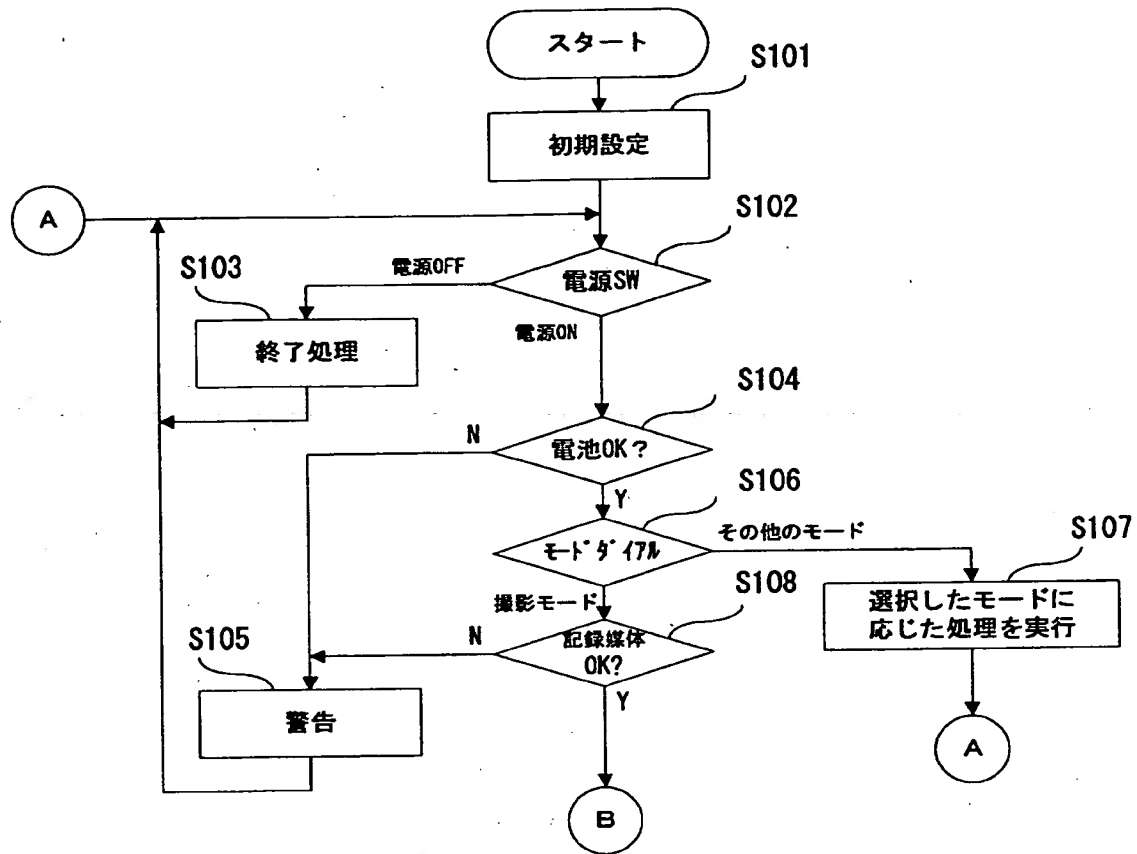 スタート
S101
初期設定
A
S102
S103
電源OFF
電源SW
電源ON
終了処理
S104
N
電池OK?
S106
Y
その他のモード
S107
ﾓｰﾄﾞﾀﾞｲｱﾙ
S108
選択したモードに
応じた処理を実行
撮影モード
S105
N
記録媒体
OK?
Y
警告
A
B